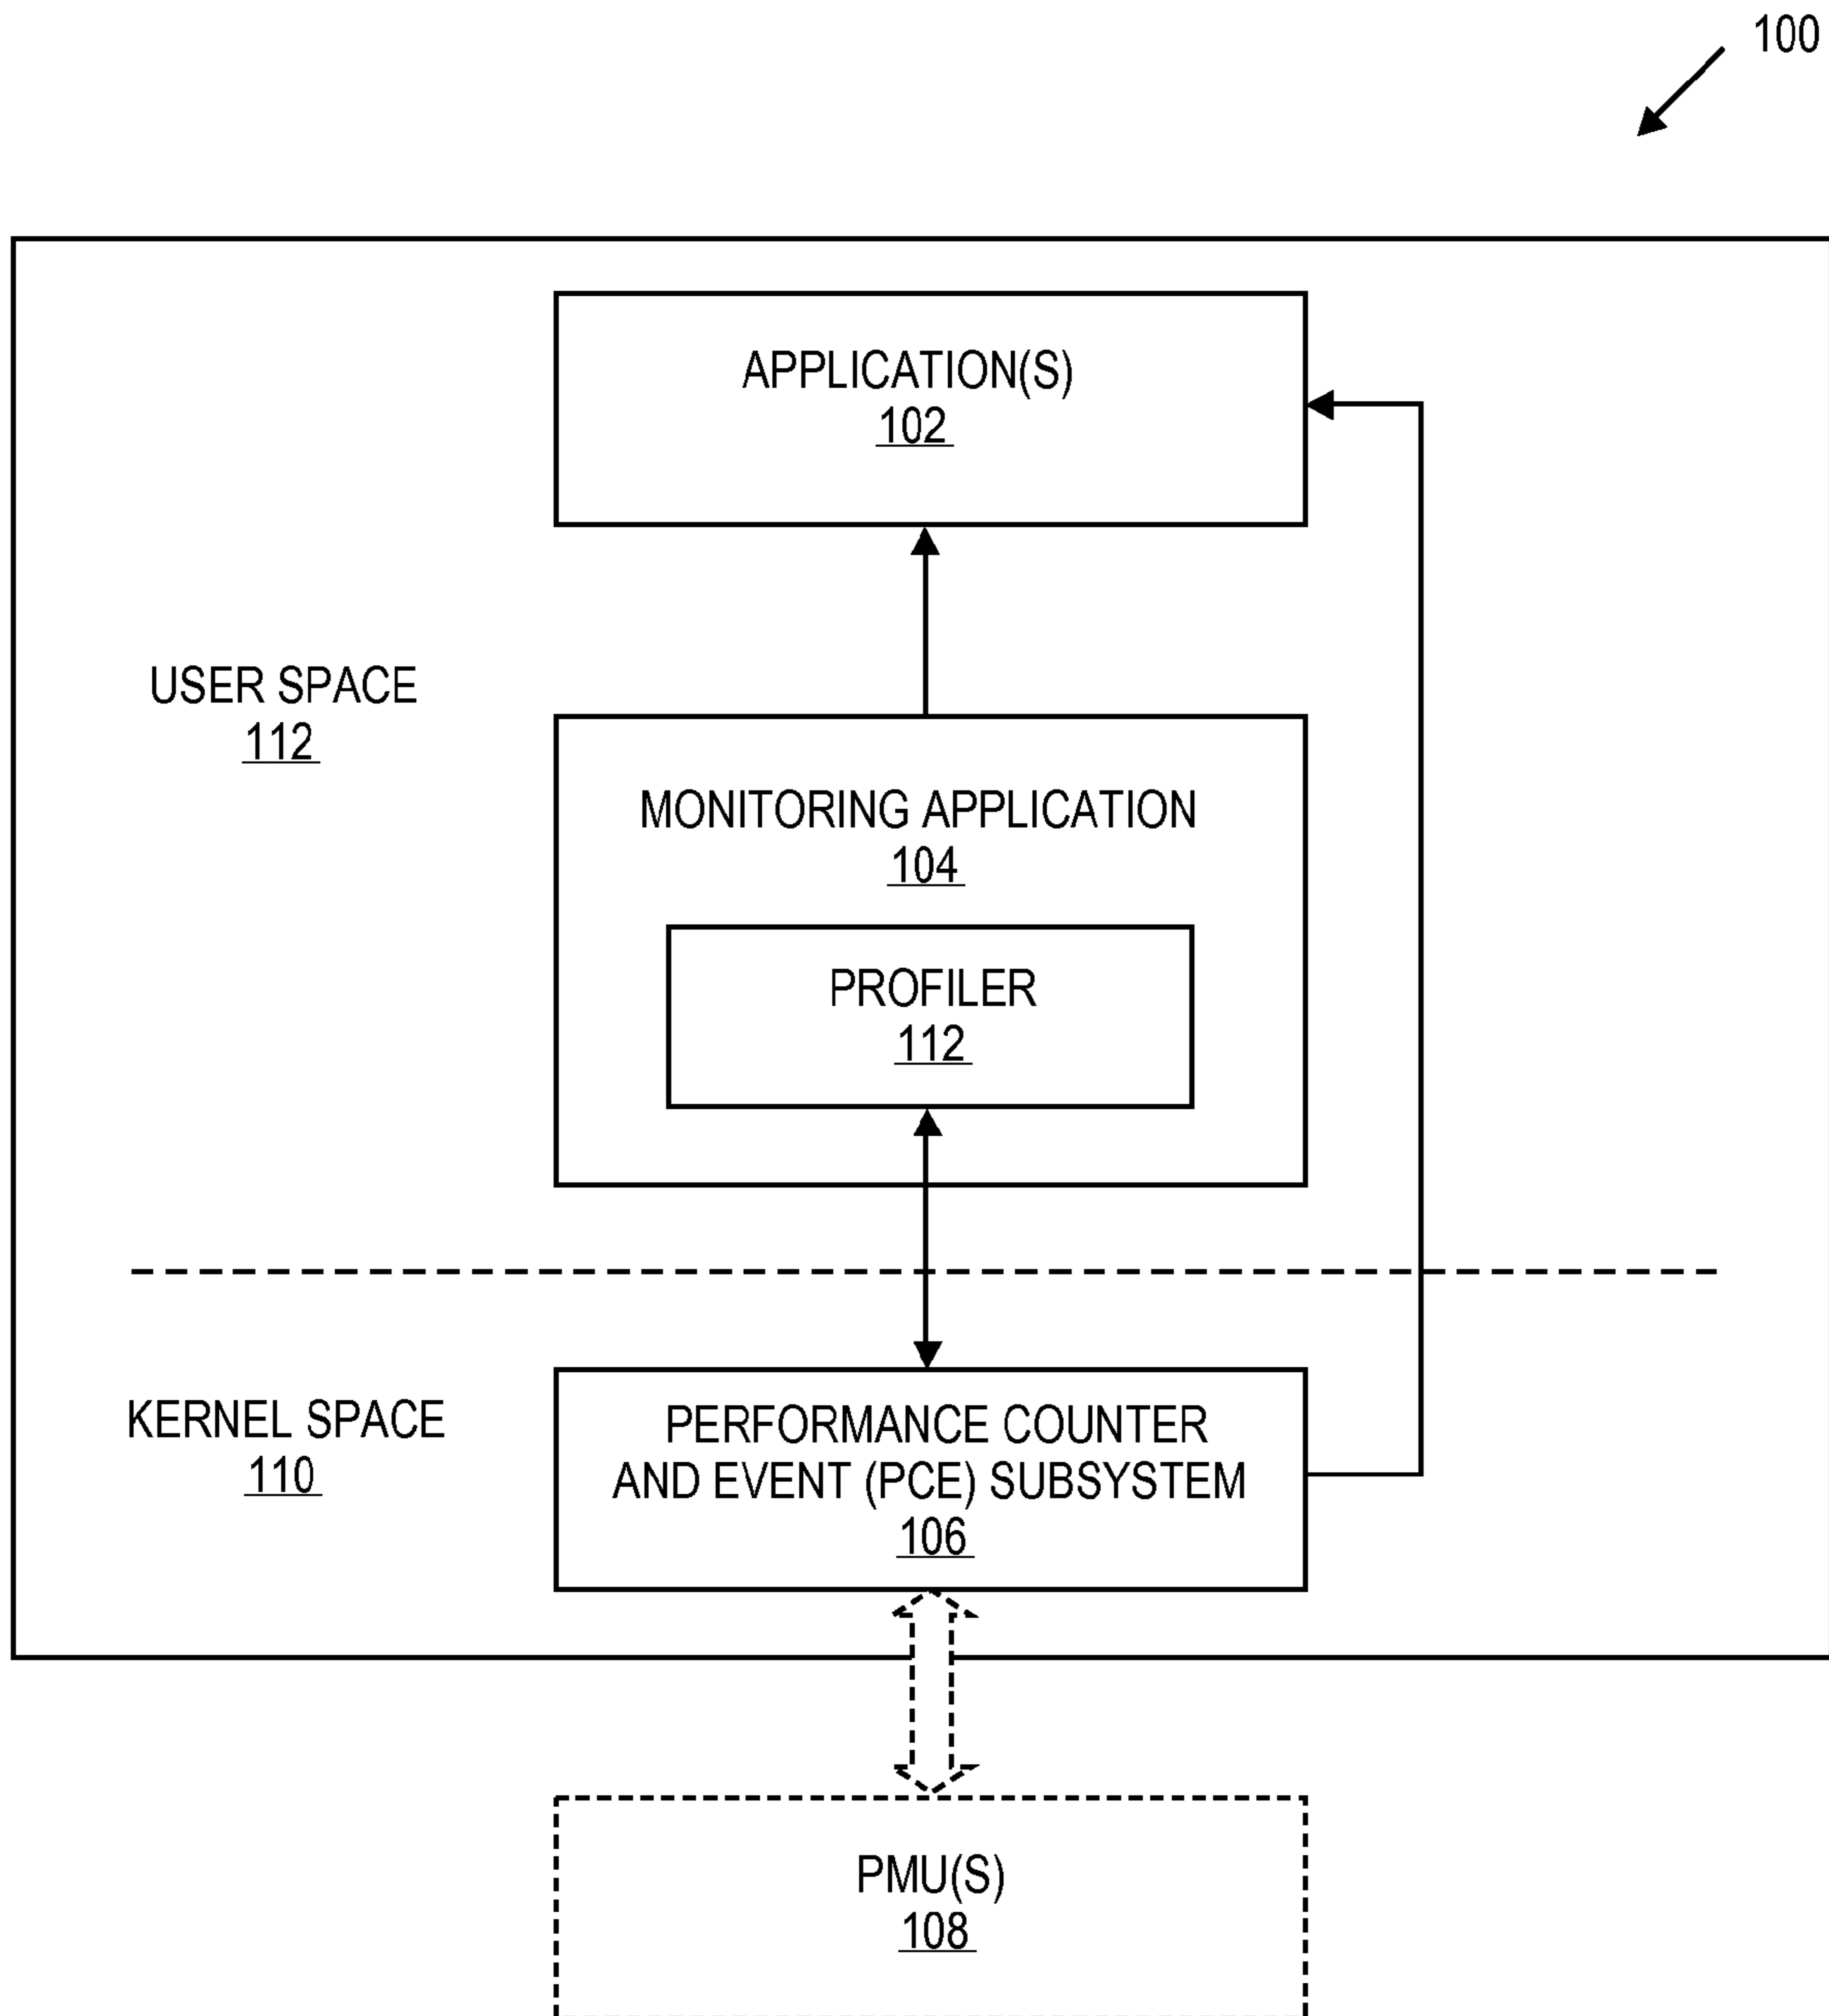 100
APPLICATION(S)
102
USER SPACE
112
MONITORING APPLICATION
104
PROFILER
112
KERNEL SPACE
110
PERFORMANCE COUNTER
AND EVENT (PCE) SUBSYSTEM
106
PMU(S)
108